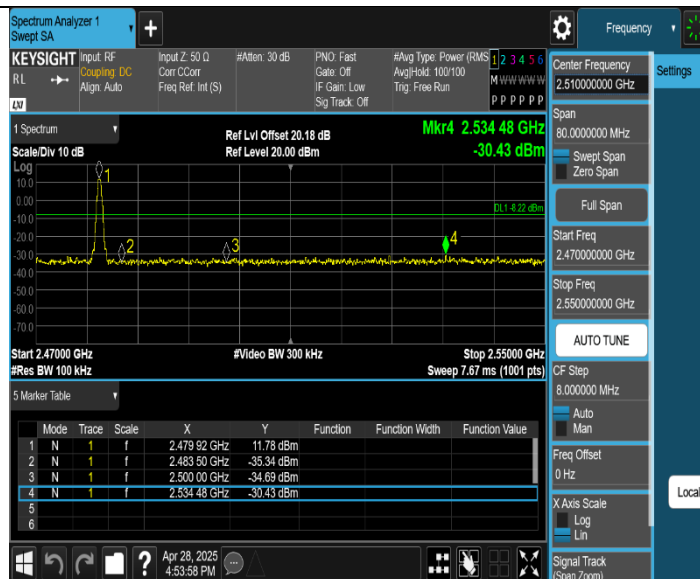 Spectrum Analyzer 1
Swept SA
+
Frequency
KEYSIGHT
RL
LXI
Input: RF
Coupling: DC
Align: Auto
Input Z: 50 Ω
Corr CCorr
Freq Ref: Int (S)
#Atten: 30 dB
PNO: Fast
Gate: Off
IF Gain: Low
Sig Track: Off
#Avg Type: Power (RMS
Avg|Hold: 100/100
Trig: Free Run
1 2 3 4 5 6
M W W W W W
P P P P P P
Center Frequency
2.510000000 GHz
Settings
Span
80.0000000 MHz
Swept Span
Zero Span
Full Span
Start Freq
2.470000000 GHz
Stop Freq
2.550000000 GHz
AUTO TUNE
CF Step
8.000000 MHz
Auto
Man
Freq Offset
0 Hz
X Axis Scale
Log
Lin
Signal Track
(Span Zoom)
Local
1 Spectrum
Scale/Div 10 dB
Ref Lvl Offset 20.18 dB
Ref Level 20.00 dBm
Mkr4 2.534 48 GHz
-30.43 dBm
Log
10.0
0.00
-10.0
-20.0
-30.0
-40.0
-50.0
-60.0
-70.0
1
2
3
4
DL1 -8.22 dBm
Start 2.47000 GHz
#Video BW 300 kHz
Stop 2.55000 GHz
#Res BW 100 kHz
Sweep 7.67 ms (1001 pts)
5 Marker Table
Mode Trace Scale X Y Function Function Width Function Value
1 N 1 f 2.479 92 GHz 11.78 dBm
2 N 1 f 2.483 50 GHz -35.34 dBm
3 N 1 f 2.500 00 GHz -34.69 dBm
4 N 1 f 2.534 48 GHz -30.43 dBm
5
6
?
Apr 28, 2025
4:53:58 PM